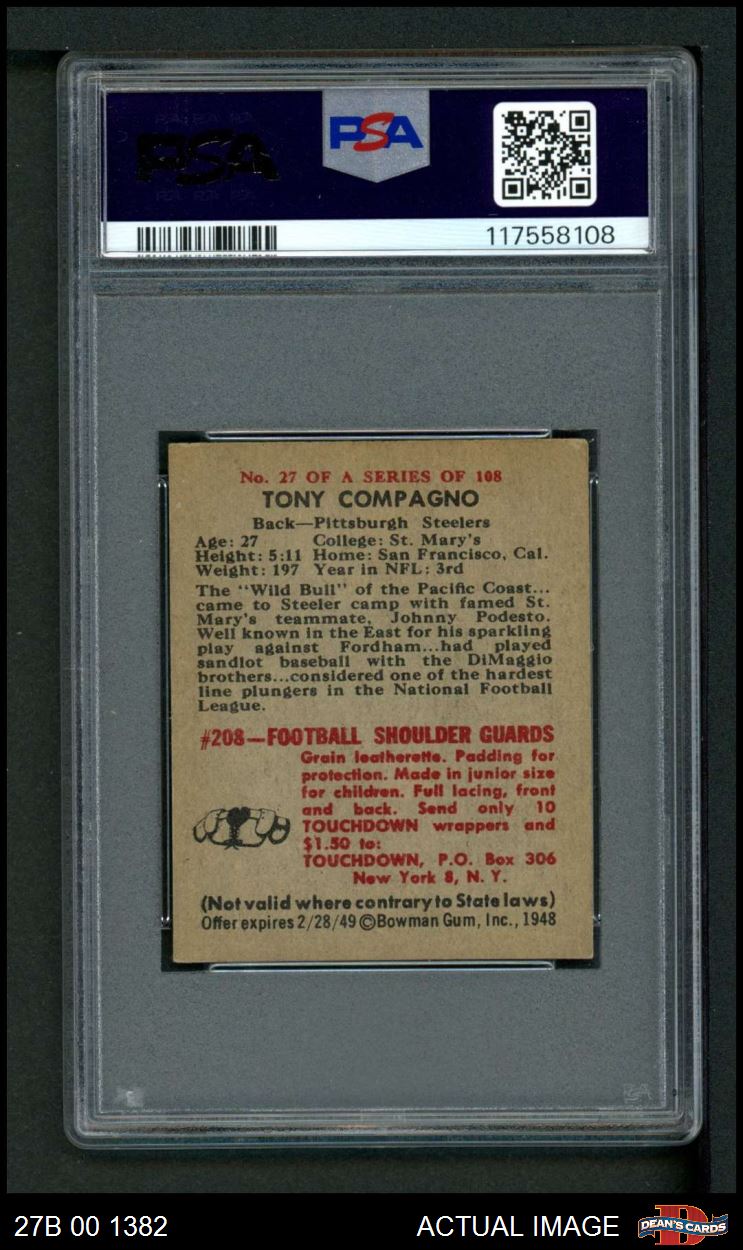 PSA
PSA
117558108
No. 27 OF A SERIES OF 108
TONY COMPAGNO
Back—Pittsburgh Steelers
Age: 27 College: St. Mary's
Height: 5:11 Home: San Francisco, Cal.
Weight: 197 Year in NFL: 3rd
The "Wild Bull" of the Pacific Coast...
came to Steeler camp with famed St.
Mary's teammate, Johnny Podesto.
Well known in the East for his sparkling
play against Fordham...had played
sandlot baseball with the DiMaggio
brothers...considered one of the hardest
line plungers in the National Football
League.
#208—FOOTBALL SHOULDER GUARDS
Grain leatherette. Padding for
protection. Made in junior size
for children. Full lacing, front
and back. Send only 10
TOUCHDOWN wrappers and
$1.50 to:
TOUCHDOWN, P.O. Box 306
New York 8, N. Y.
(Not valid where contrary to State laws)
Offer expires 2/28/49 ©Bowman Gum, Inc., 1948
27B 00 1382
ACTUAL IMAGE
DEAN'S CARDS